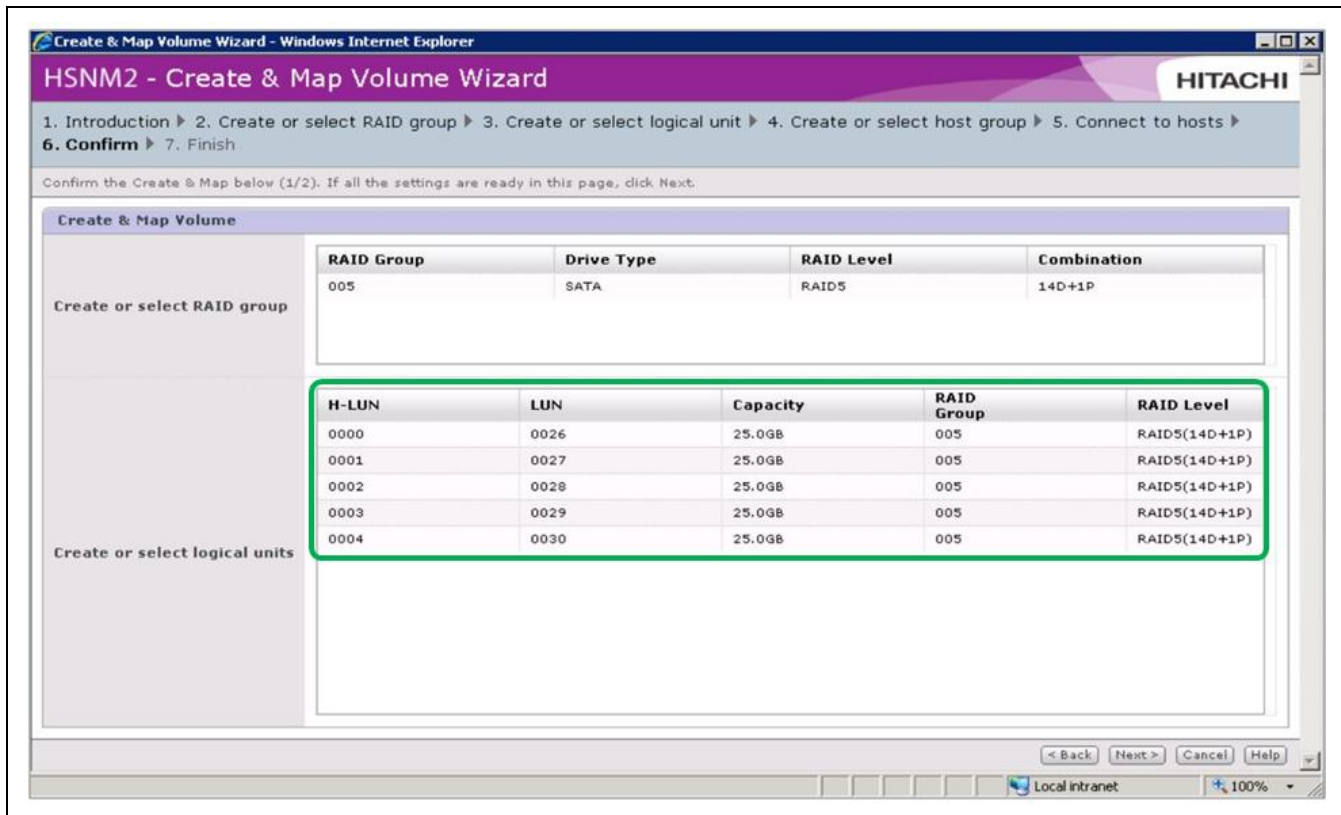 Create & Map Volume Wizard - Windows Internet Explorer
HSNM2 - Create & Map Volume Wizard
HITACHI
1. Introduction 2. Create or select RAID group 3. Create or select logical unit 4. Create or select host group 5. Connect to hosts
6. Confirm 7. Finish
Confirm the Create & Map below (1/2). If all the settings are ready in this page, click Next.
Create & Map Volume
Create or select RAID group
RAID Group Drive Type RAID Level Combination
005 SATA RAID5 14D+1P
Create or select logical units
H-LUN LUN Capacity RAID Group RAID Level
0000 0026 25.0GB 005 RAID5(14D+1P)
0001 0027 25.0GB 005 RAID5(14D+1P)
0002 0028 25.0GB 005 RAID5(14D+1P)
0003 0029 25.0GB 005 RAID5(14D+1P)
0004 0030 25.0GB 005 RAID5(14D+1P)
< Back Next > Cancel Help
Local intranet 100%